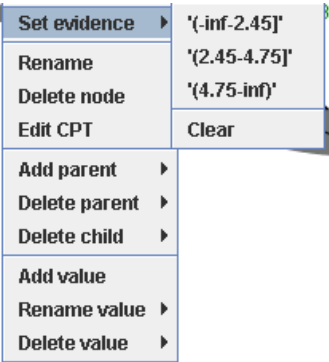 Set evidence
Rename
Delete node
Edit CPT
Add parent
Delete parent
Delete child
Add value
Rename value
Delete value
'(-inf-2.45]'
'(2.45-4.75]'
'(4.75-inf)'
Clear